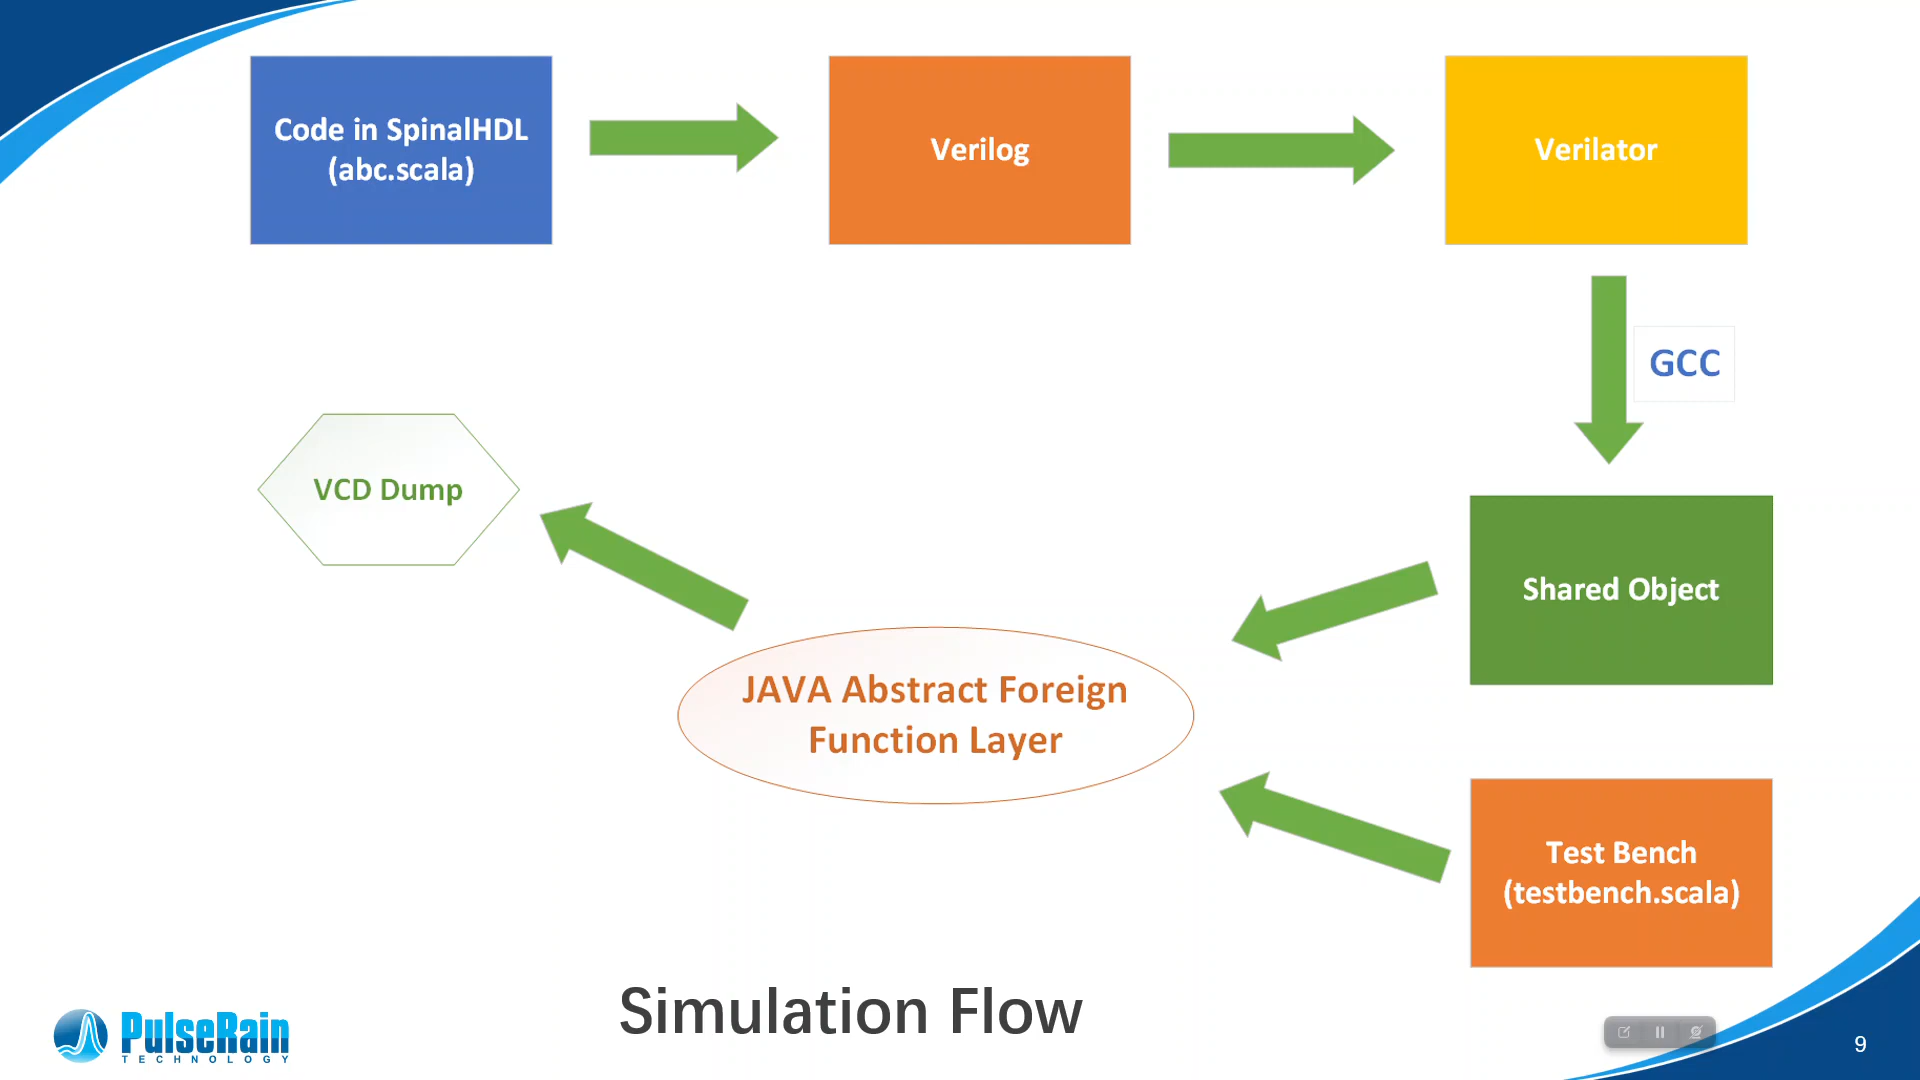 Code in SpinalHDL
(abc.scala)
Verilog
Verilator
GCC
VCD Dump
Shared Object
JAVA Abstract Foreign
Function Layer
Test Bench
(testbench.scala)
Simulation Flow
PulseRain
TECHNOLOGY
9